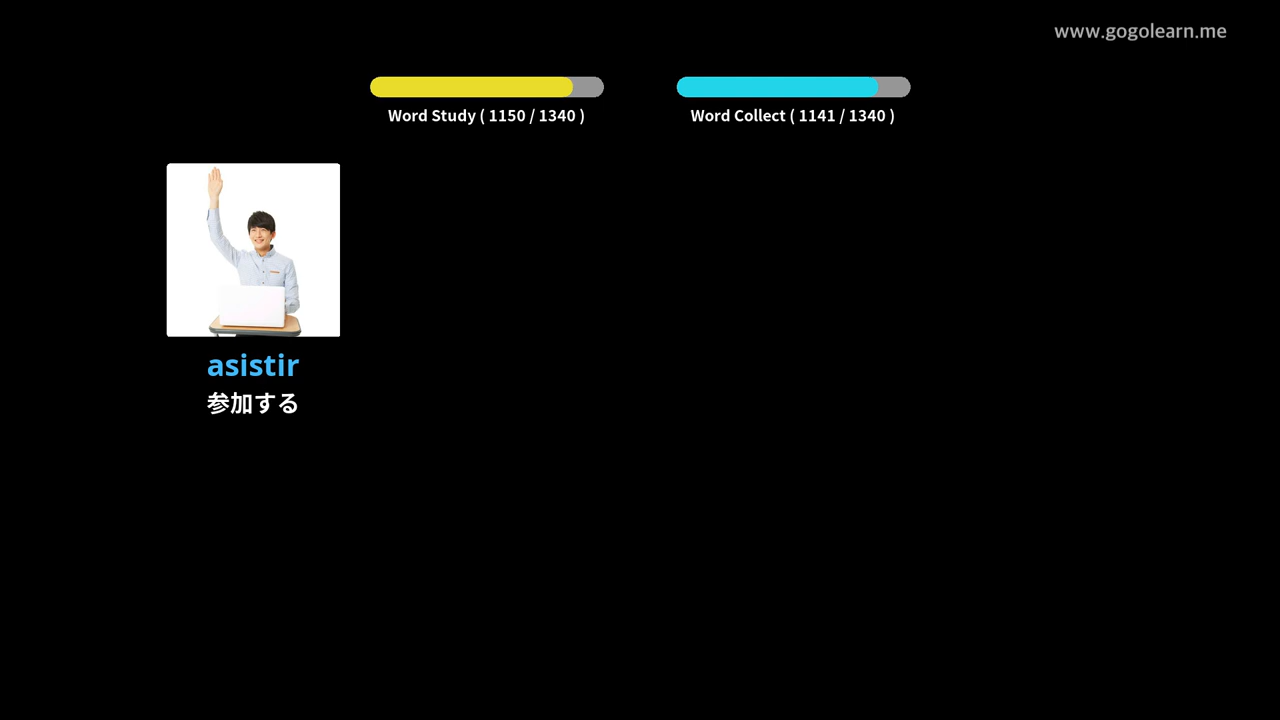 www.gogolearn.me
Word Study ( 1150 / 1340 )
Word Collect ( 1141 / 1340 )
asistir
参加する